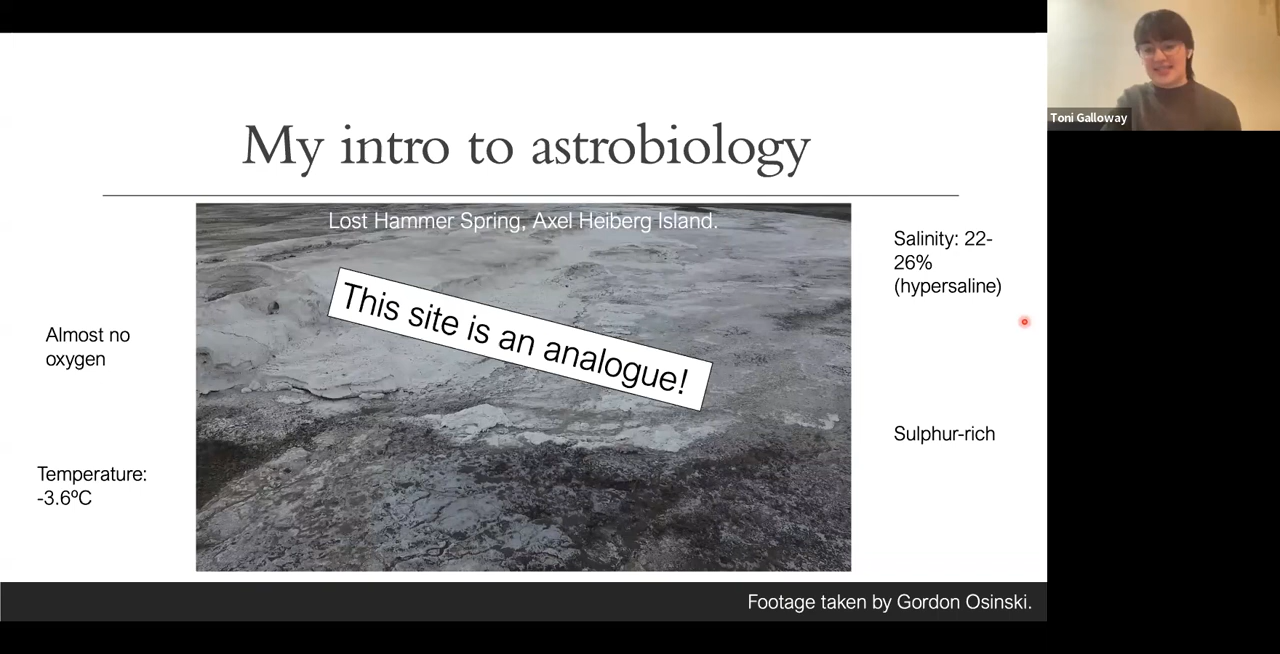 My intro to astrobiology
Lost Hammer Spring, Axel Heiberg Island.
This site is an analogue!
Almost no
oxygen
Temperature:
-3.6ºC
Salinity: 22-
26%
(hypersaline)
Sulphur-rich
Footage taken by Gordon Osinski.
Toni Galloway